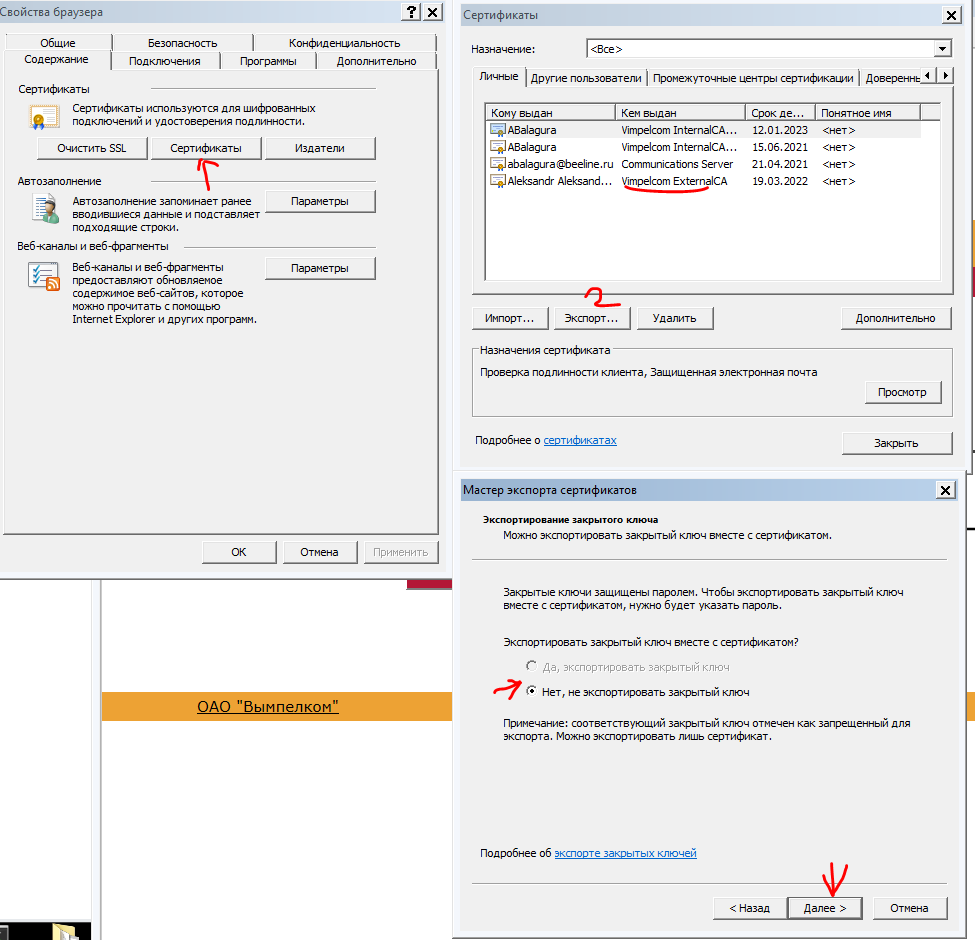 Свойства браузера
Общие
Безопасность
Конфиденциальность
Содержание
Подключения
Программы
Дополнительно
Сертификаты
Сертификаты используются для шифрованных
подключений и удостоверения подлинности.
Очистить SSL
Сертификаты
Издатели
Автозаполнение
Автозаполнение запоминает ранее
вводившиеся данные и подставляет
подходящие строки.
Параметры
Веб-каналы и веб-фрагменты
Веб-каналы и веб-фрагменты
предоставляют обновляемое
содержимое веб-сайтов, которое
можно прочитать с помощью
Internet Explorer и других программ.
Параметры
ОК
Отмена
Применить
ОАО "Вымпелком"
Сертификаты
Назначение:
<Все>
Личные
Другие пользователи
Промежуточные центры сертификации
Доверенн
Кому выдан
Кем выдан
Срок де...
Понятное имя
ABalagura
Vimpelcom InternalCA...
12.01.2023
<нет>
ABalagura
Vimpelcom InternalCA...
15.06.2021
<нет>
abalagura@beeline.ru
Communications Server
21.04.2021
<нет>
Aleksandr Aleksand...
Vimpelcom ExternalCA
19.03.2022
<нет>
2
Импорт...
Экспорт...
Удалить
Дополнительно
Назначения сертификата
Проверка подлинности клиента, Защищенная электронная почта
Просмотр
Подробнее о сертификатах
Закрыть
Мастер экспорта сертификатов
Экспортирование закрытого ключа
Можно экспортировать закрытый ключ вместе с сертификатом.
Закрытые ключи защищены паролем. Чтобы экспортировать закрытый ключ
вместе с сертификатом, нужно будет указать пароль.
Экспортировать закрытый ключ вместе с сертификатом?
Да, экспортировать закрытый ключ
Нет, не экспортировать закрытый ключ
Примечание: соответствующий закрытый ключ отмечен как запрещенный для
экспорта. Можно экспортировать лишь сертификат.
Подробнее об экспорте закрытых ключей
< Назад
Далее >
Отмена